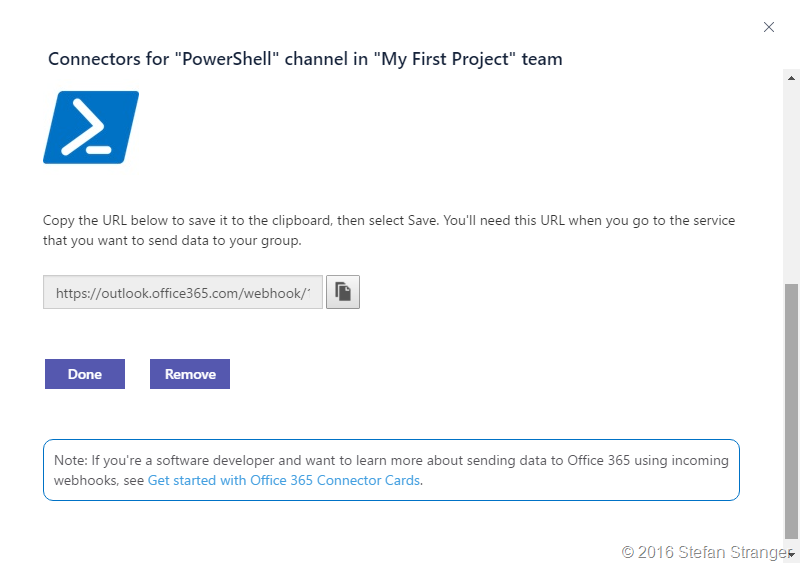 Connectors for "PowerShell" channel in "My First Project" team
Copy the URL below to save it to the clipboard, then select Save. You'll need this URL when you go to the service
that you want to send data to your group.
https://outlook.office365.com/webhook/
Done
Remove
Note: If you're a software developer and want to learn more about sending data to Office 365 using incoming
webhooks, see Get started with Office 365 Connector Cards.
© 2016 Stefan Stranger